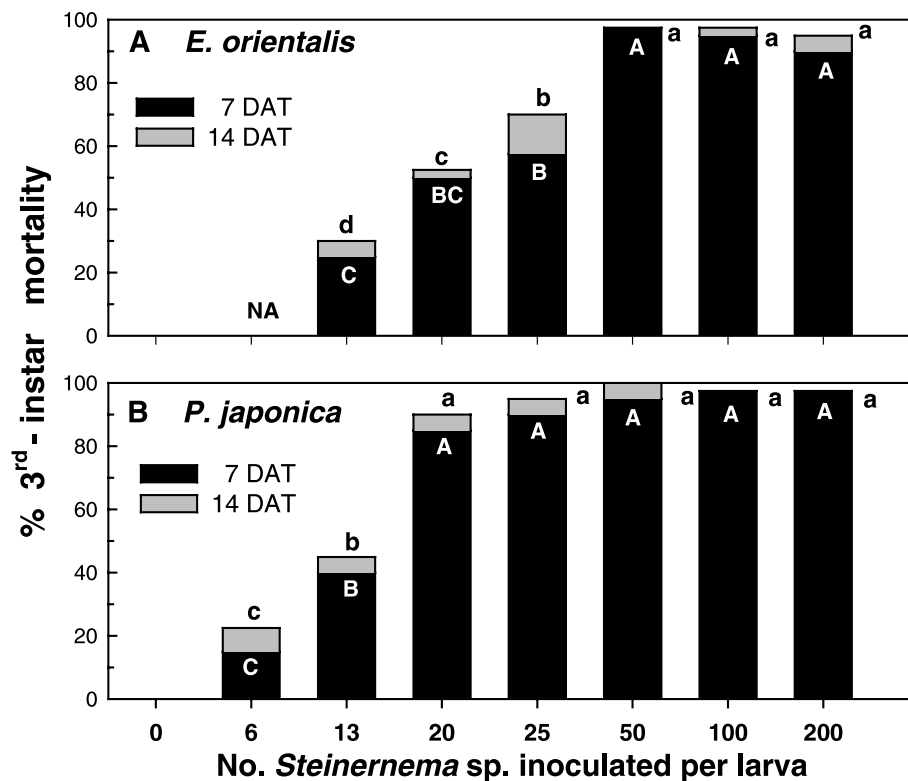 % 3rd- instar mortality
100
80
60
40
20
0
A E. orientalis
7 DAT
14 DAT
NA
d
C
c
BC
b
B
a
A
a
A
a
A
100
80
60
40
20
0
B P. japonica
7 DAT
14 DAT
c
C
b
B
a
A
a
A
a
A
a
A
a
A
0 6 13 20 25 50 100 200
No. Steinernema sp. inoculated per larva